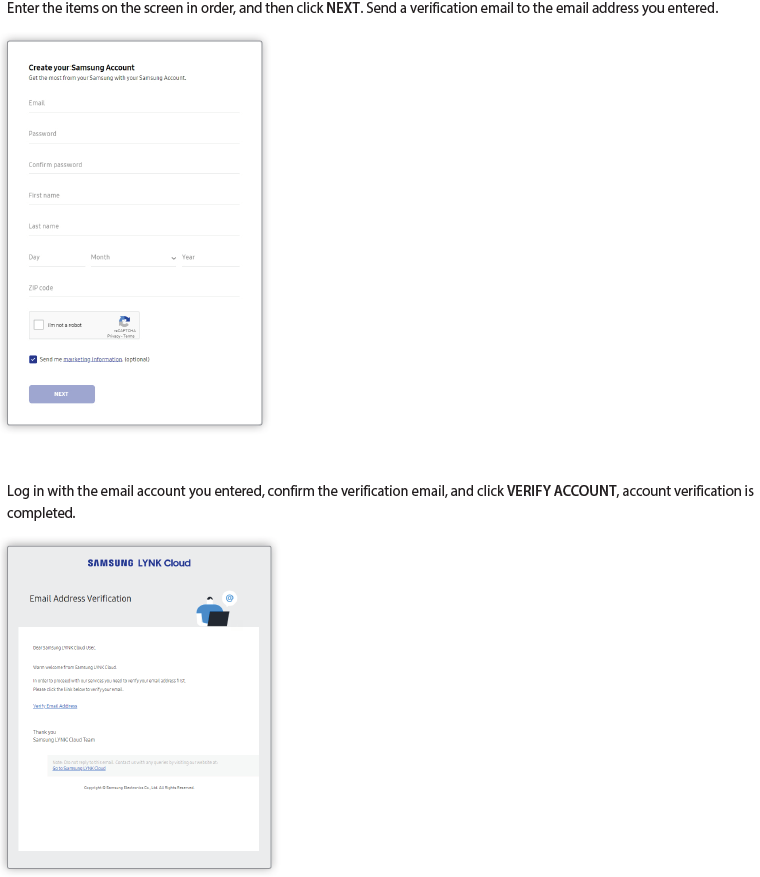 Enter the items on the screen in order, and then click NEXT. Send a verification email to the email address you entered.
Create your Samsung Account
Get the most from your Samsung with your Samsung Account.
Email
Password
Confirm password
First name
Last name
Day Month Year
ZIP code
I'm not a robot
reCAPTCHA
Privacy - Terms
Send me marketing information. (optional)
NEXT
Log in with the email account you entered, confirm the verification email, and click VERIFY ACCOUNT, account verification is
completed.
SAMSUNG LYNK Cloud
Email Address Verification
@
Dear Samsung LYNK Cloud User,
Warm welcome from Samsung LYNK Cloud
In order to proceed with our services you need to verify your email address first.
Please click the link below to verify your email.
Verify Email Address
Thank you
Samsung LYNK Cloud Team
Note: Do not reply to this email. Contact us with any queries by visiting our website at:
Go to Samsung LYNK Cloud
Copyright © Samsung Electronics Co., Ltd. All Rights Reserved